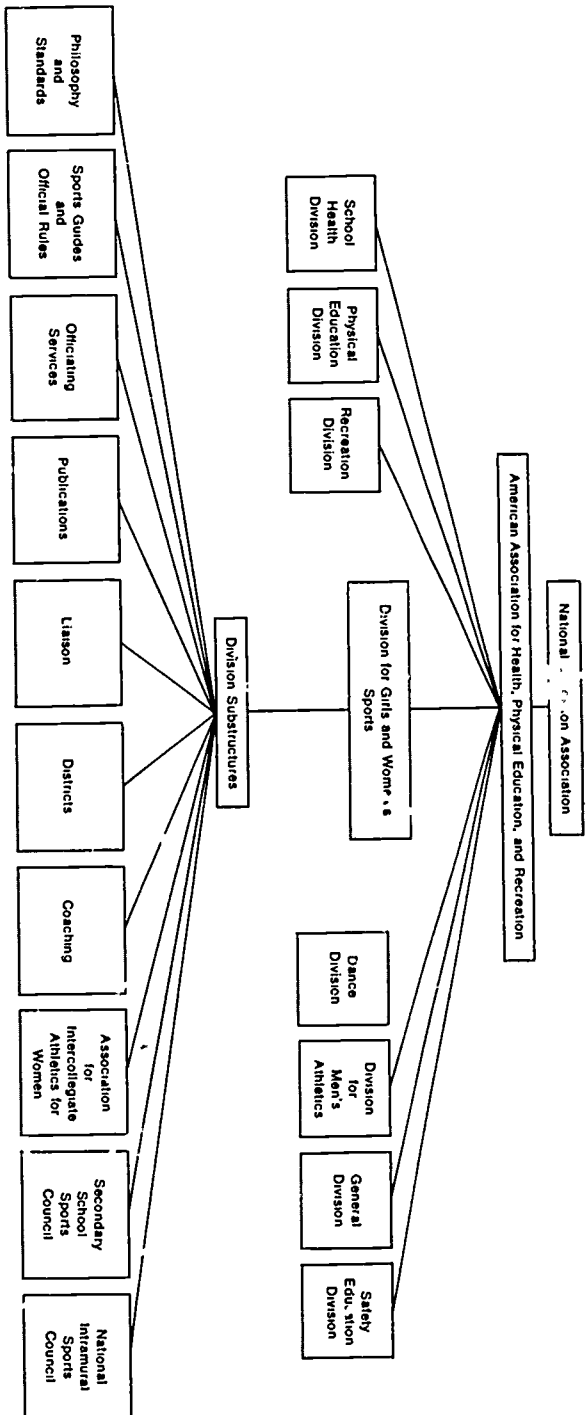 National on Association
American Association for Health, Physical Education, and Recreation
School
Health
Division
Physical
Education
Division
Recreation
Division
Division for Girls and Women's
Sports
Dance
Division
Division
for
Men's
Athletics
General
Division
Safety
Division
Division Substructures
Philosophy
and
Standards
Sports Guides
and
Official Rules
Officiating
Services
Publications
Liaison
Districts
Coaching
Association
for
Intercollegiate
Athletics for
Women
Secondary
School
Sports
Council
National
Intramural
Sports
Council